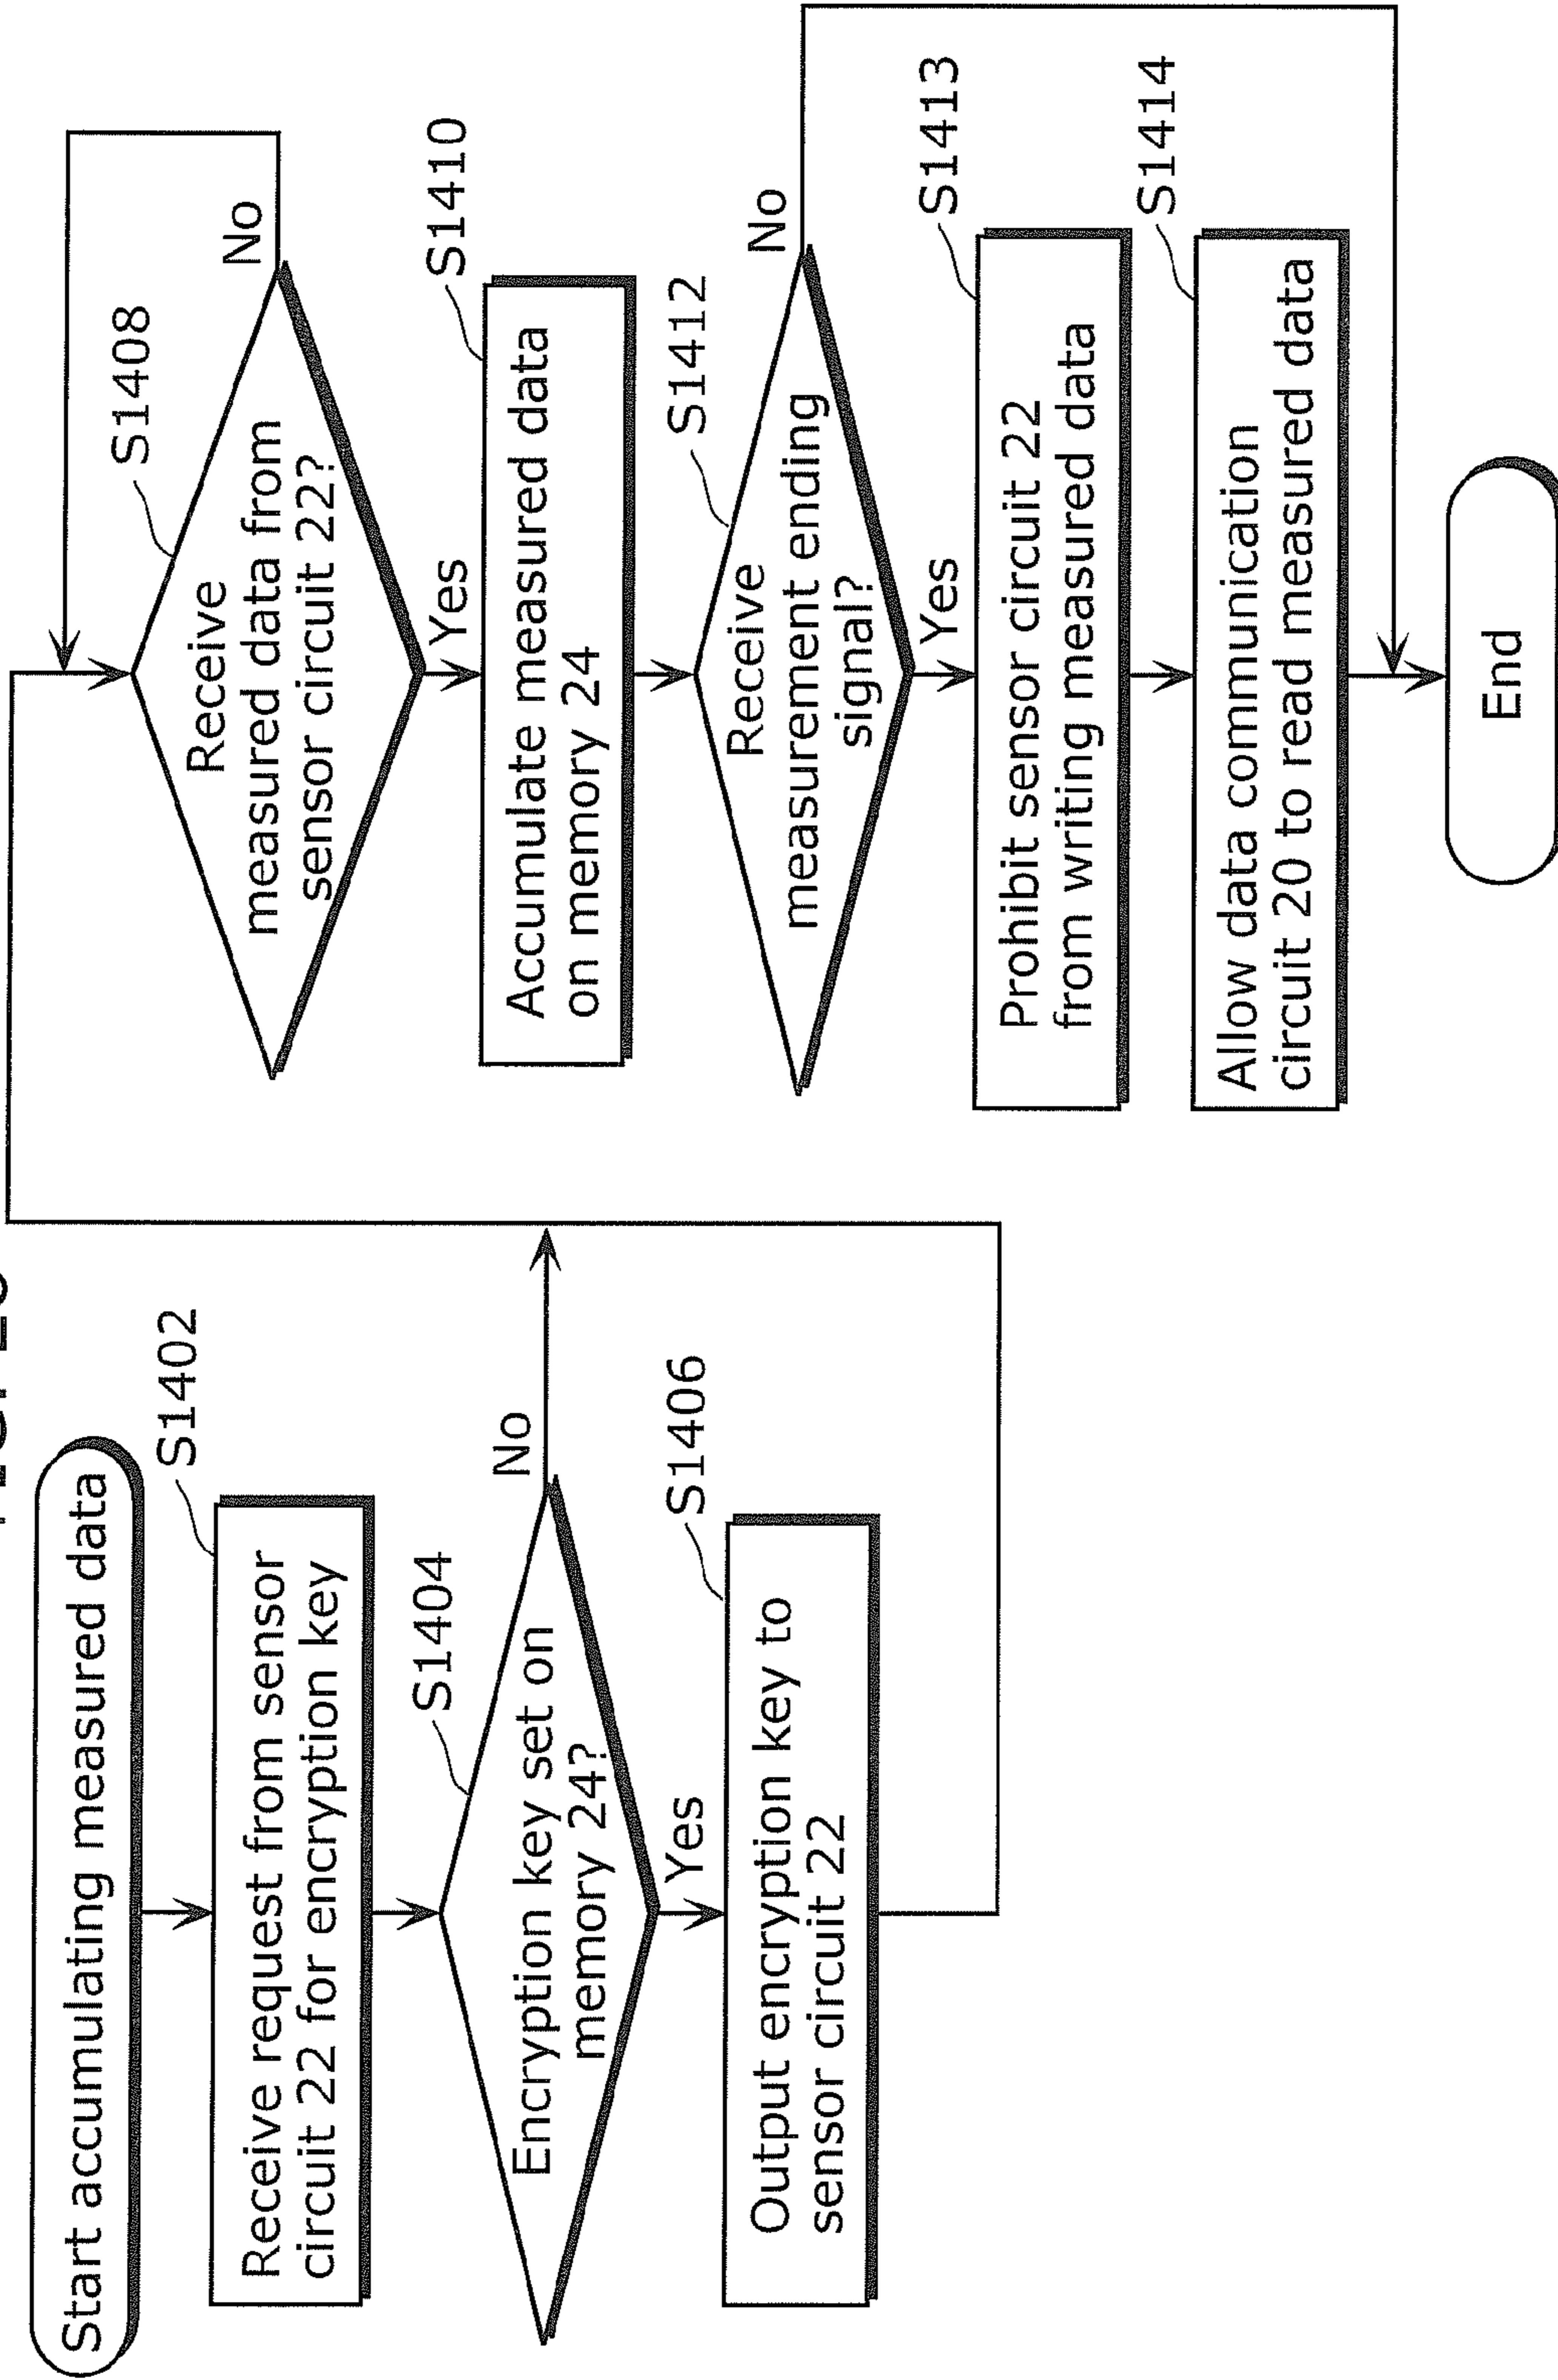 Start accumulating measured data
S1402
Receive request from sensor
circuit 22 for encryption key
S1404
Encryption key set on
memory 24?
No
Yes
S1406
Output encryption key to
sensor circuit 22
S1408
Receive
measured data from
sensor circuit 22?
No
Yes
S1410
Accumulate measured data
on memory 24
S1412
Receive
measurement ending
signal?
No
Yes
S1413
Prohibit sensor circuit 22
from writing measured data
S1414
Allow data communication
circuit 20 to read measured data
End